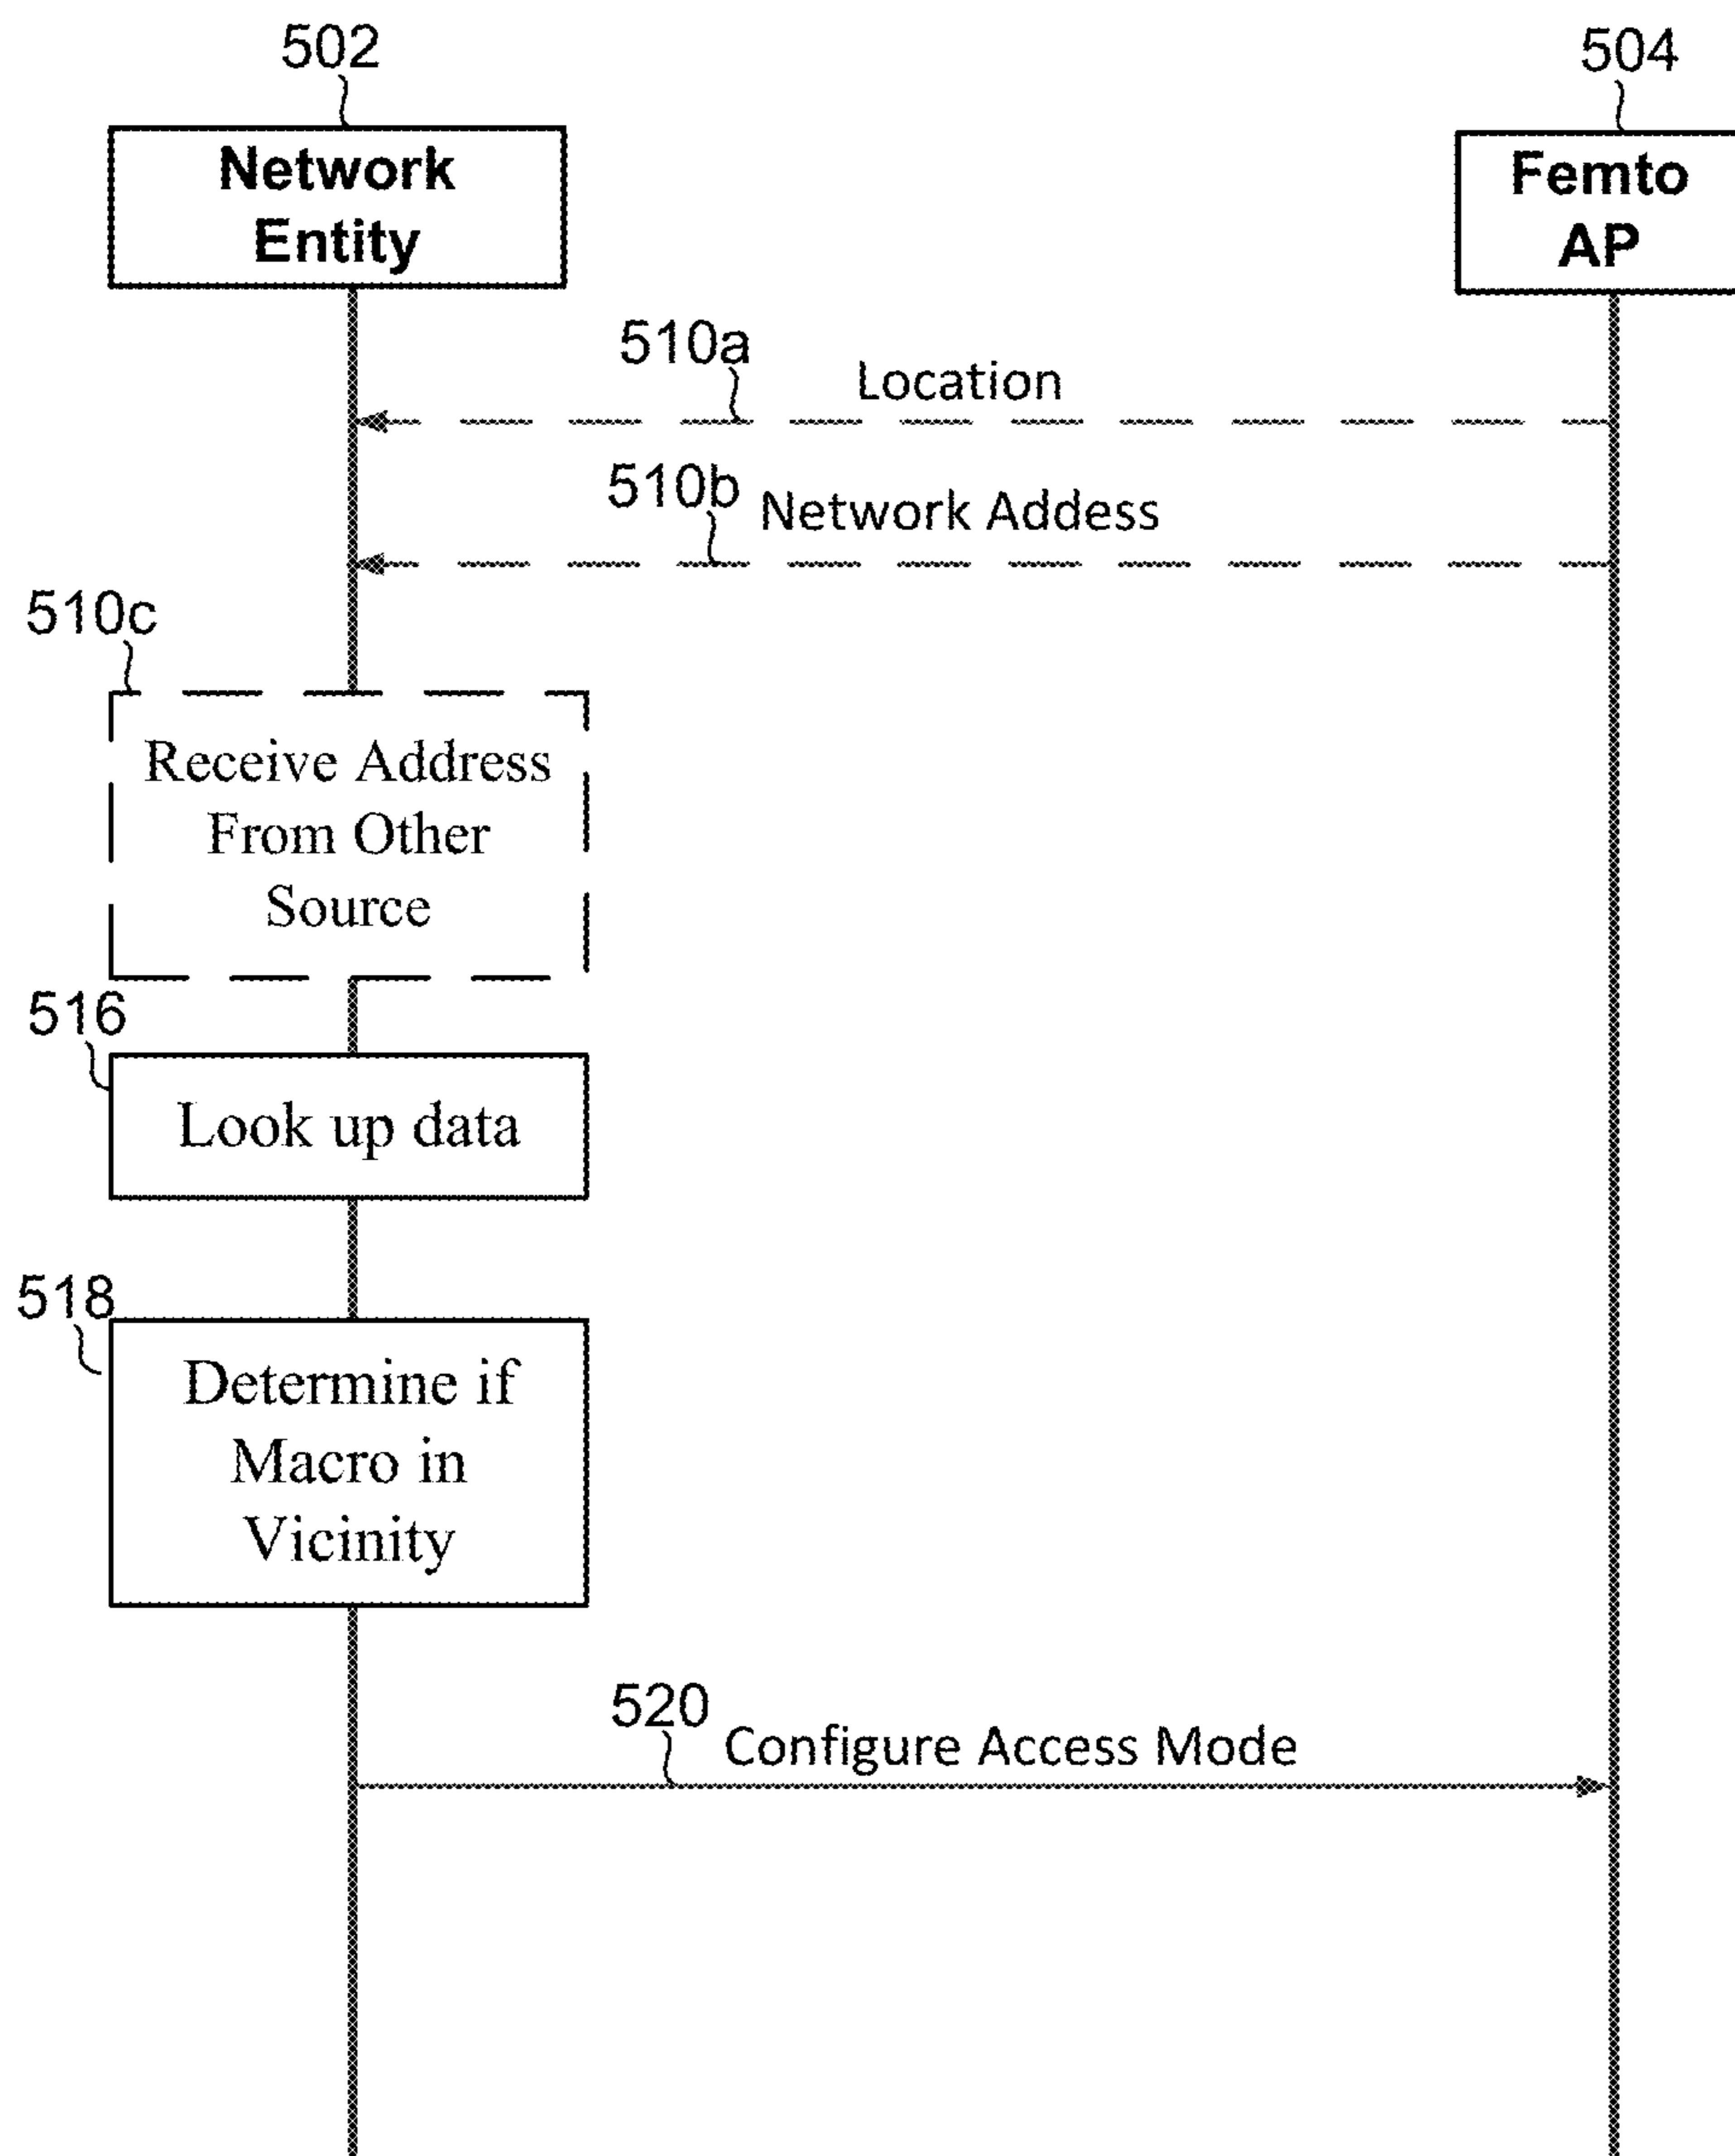 502
504
Network
Entity
Femto
AP
510a
Location
510b
Network Addess
510c
Receive Address
From Other
Source
516
Look up data
518
Determine if
Macro in
Vicinity
520
Configure Access Mode